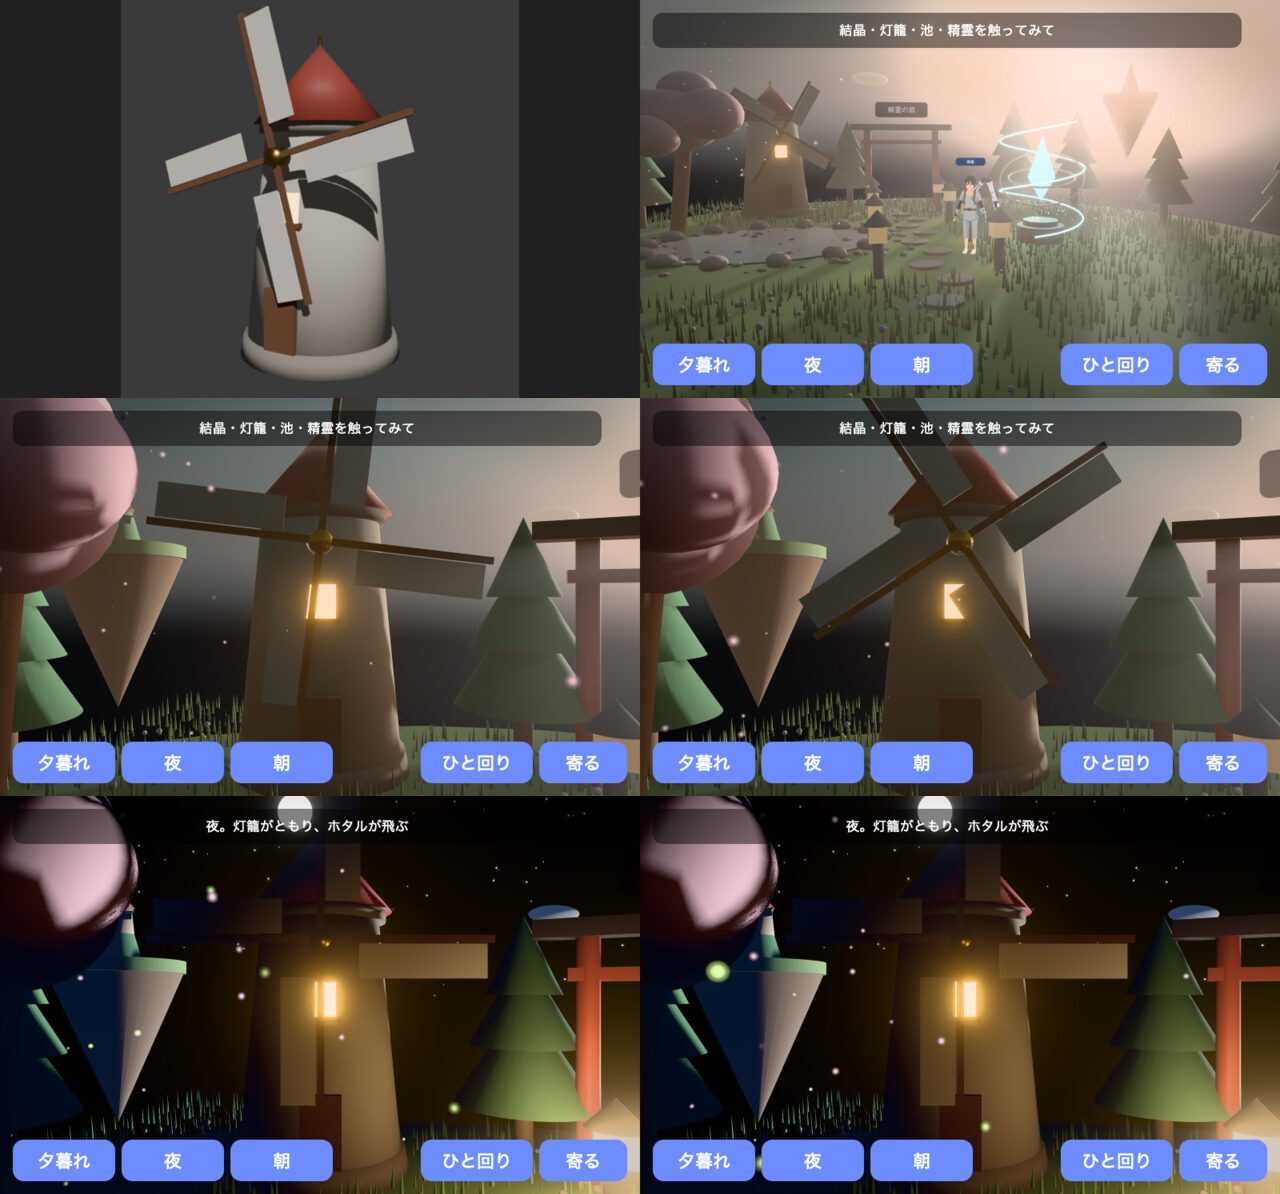 結晶・灯籠・池・精霊を触ってみて
精霊の庭
夕暮れ
夜
朝
ひと回り
寄る
結晶・灯籠・池・精霊を触ってみて
夕暮れ
夜
朝
ひと回り
寄る
結晶・灯籠・池・精霊を触ってみて
夕暮れ
夜
朝
ひと回り
寄る
夜。灯籠がともり、ホタルが飛ぶ
夕暮れ
夜
朝
ひと回り
寄る
夜。灯籠がともり、ホタルが飛ぶ
夕暮れ
夜
朝
ひと回り
寄る